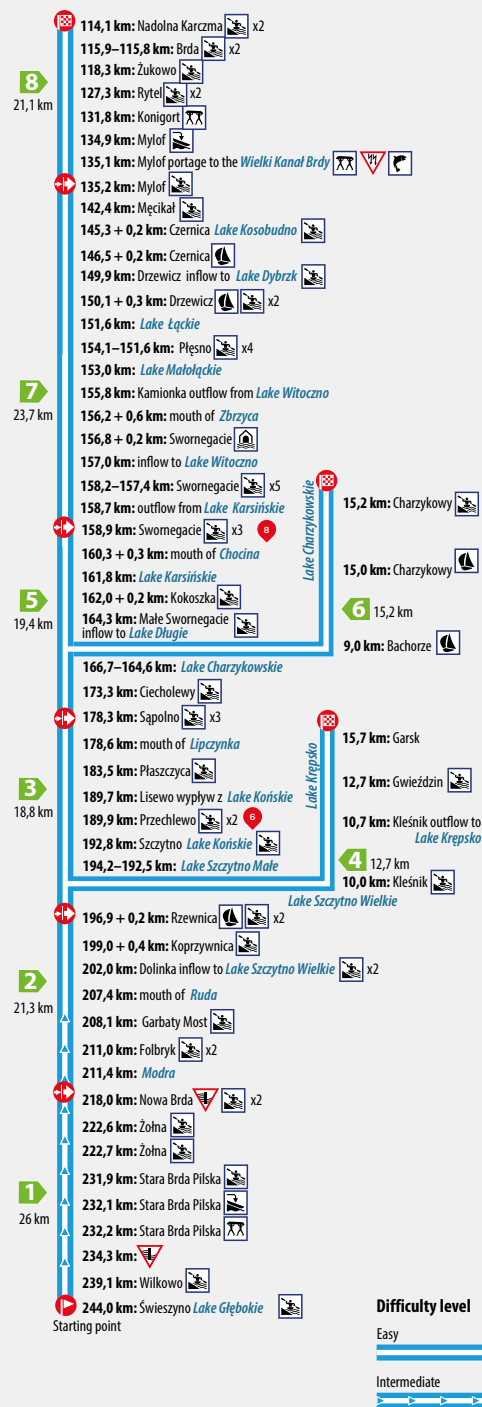 114,1 km: Nadolna Karczma x2
115,9–115,8 km: Brda x2
118,3 km: Żukowo
127,3 km: Rytel x2
131,8 km: Konigort
134,9 km: Mylof
135,1 km: Mylof portage to the Wielki Kanał Brdy
135,2 km: Mylof
142,4 km: Męcikał
145,3 + 0,2 km: Czernica Lake Kosobudno
146,5 + 0,2 km: Czernica
149,9 km: Drzewicz inflow to Lake Dybrzk
150,1 + 0,3 km: Drzewicz x2
151,6 km: Lake Łąckie
154,1–151,6 km: Płęsno x4
153,0 km: Lake Małołąckie
155,8 km: Kamionka outflow from Lake Witoczno
156,2 + 0,6 km: mouth of Zbrzyca
156,8 + 0,2 km: Swornegacie
157,0 km: inflow to Lake Witoczno
158,2–157,4 km: Swornegacie x5
158,7 km: outflow from Lake Karsińskie
158,9 km: Swornegacie x3 8
160,3 + 0,3 km: mouth of Chocina
161,8 km: Lake Karsińskie
162,0 + 0,2 km: Kokoszka
164,3 km: Małe Swornegacie
inflow to Lake Długie
166,7–164,6 km: Lake Charzykowskie
173,3 km: Ciecholewy
178,3 km: Sąpolno x3
178,6 km: mouth of Lipczynka
183,5 km: Płaszczyca
189,7 km: Lisewo wypływ z Lake Końskie
189,9 km: Przechlewo x2 6
192,8 km: Szczytno Lake Końskie
194,2–192,5 km: Lake Szczytno Małe
Lake Szczytno Wielkie
196,9 + 0,2 km: Rzewnica x2
199,0 + 0,4 km: Koprzywnica
202,0 km: Dolinka inflow to Lake Szczytno Wielkie x2
207,4 km: mouth of Ruda
208,1 km: Garbaty Most
211,0 km: Folbryk x2
211,4 km: Modra
218,0 km: Nowa Brda x2
222,6 km: Żołna
222,7 km: Żołna
231,9 km: Stara Brda Pilska
232,1 km: Stara Brda Pilska
232,2 km: Stara Brda Pilska
234,3 km:
239,1 km: Wilkowo
244,0 km: Świeszyno Lake Głębokie
Starting point
8
21,1 km
7
23,7 km
5
19,4 km
3
18,8 km
2
21,3 km
1
26 km
Lake Charzykowskie
15,2 km: Charzykowy
15,0 km: Charzykowy
6 15,2 km
9,0 km: Bachorze
Lake Krępsko
15,7 km: Garsk
12,7 km: Gwieździn
10,7 km: Kleśnik outflow to
Lake Krępsko
4 12,7 km
10,0 km: Kleśnik
Difficulty level
Easy
Intermediate